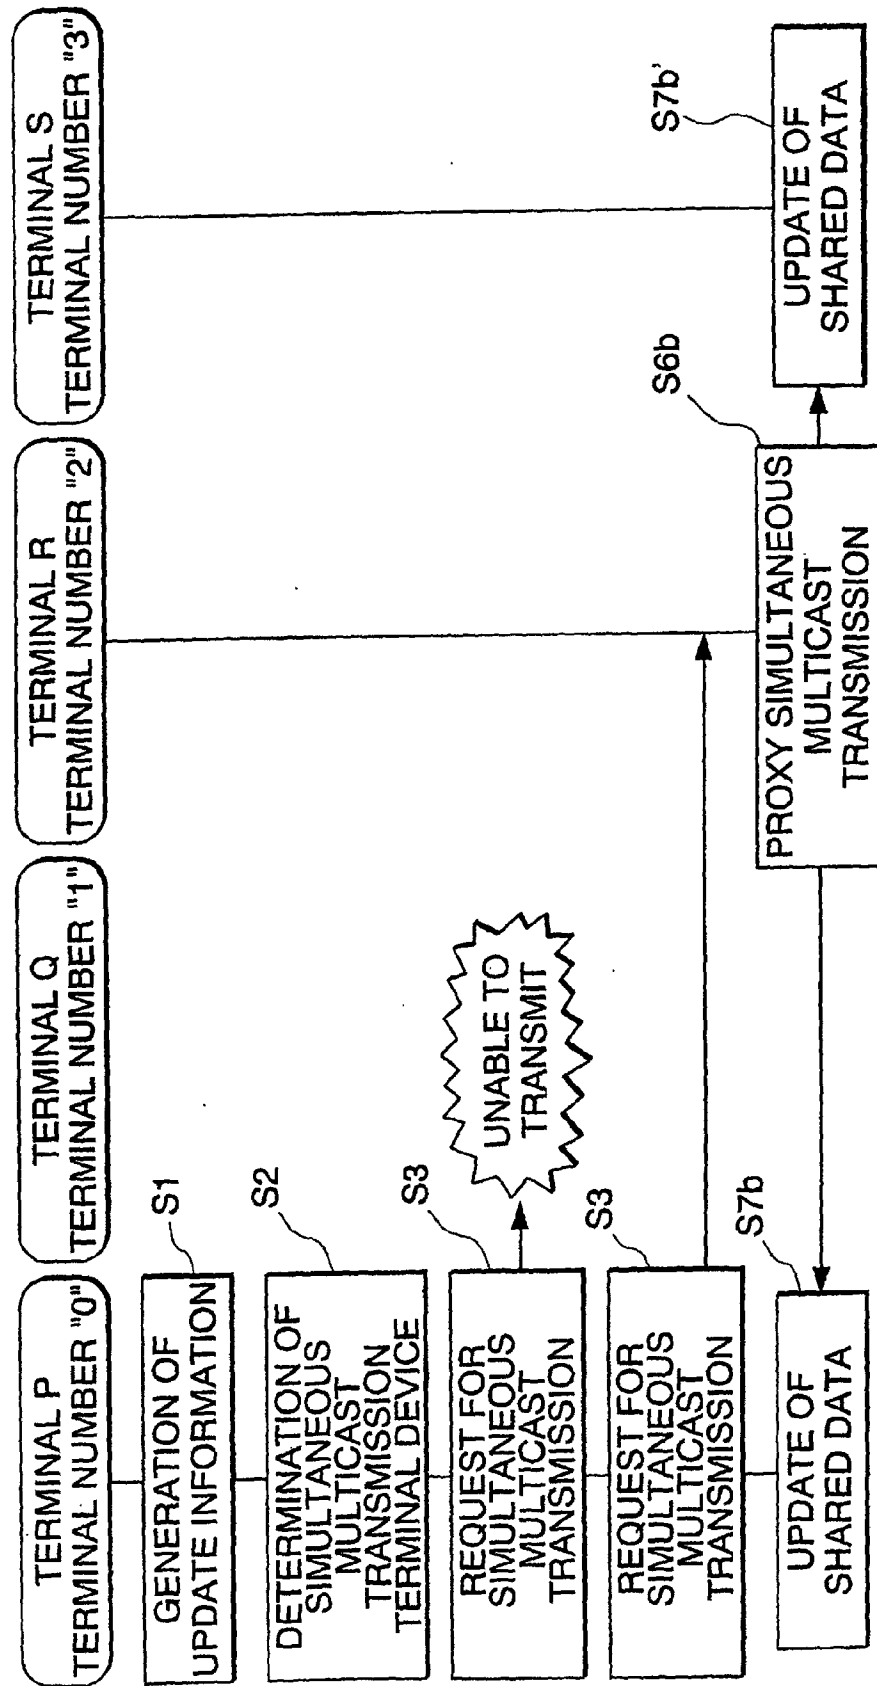 TERMINAL P
TERMINAL NUMBER "0"
TERMINAL Q
TERMINAL NUMBER "1"
TERMINAL R
TERMINAL NUMBER "2"
TERMINAL S
TERMINAL NUMBER "3"
S1
GENERATION OF
UPDATE INFORMATION
S2
DETERMINATION OF
SIMULTANEOUS
MULTICAST
TRANSMISSION
TERMINAL DEVICE
S3
REQUEST FOR
SIMULTANEOUS
MULTICAST
TRANSMISSION
UNABLE TO
TRANSMIT
S3
REQUEST FOR
SIMULTANEOUS
MULTICAST
TRANSMISSION
S7b
UPDATE OF
SHARED DATA
S6b
PROXY SIMULTANEOUS
MULTICAST
TRANSMISSION
S7b'
UPDATE OF
SHARED DATA